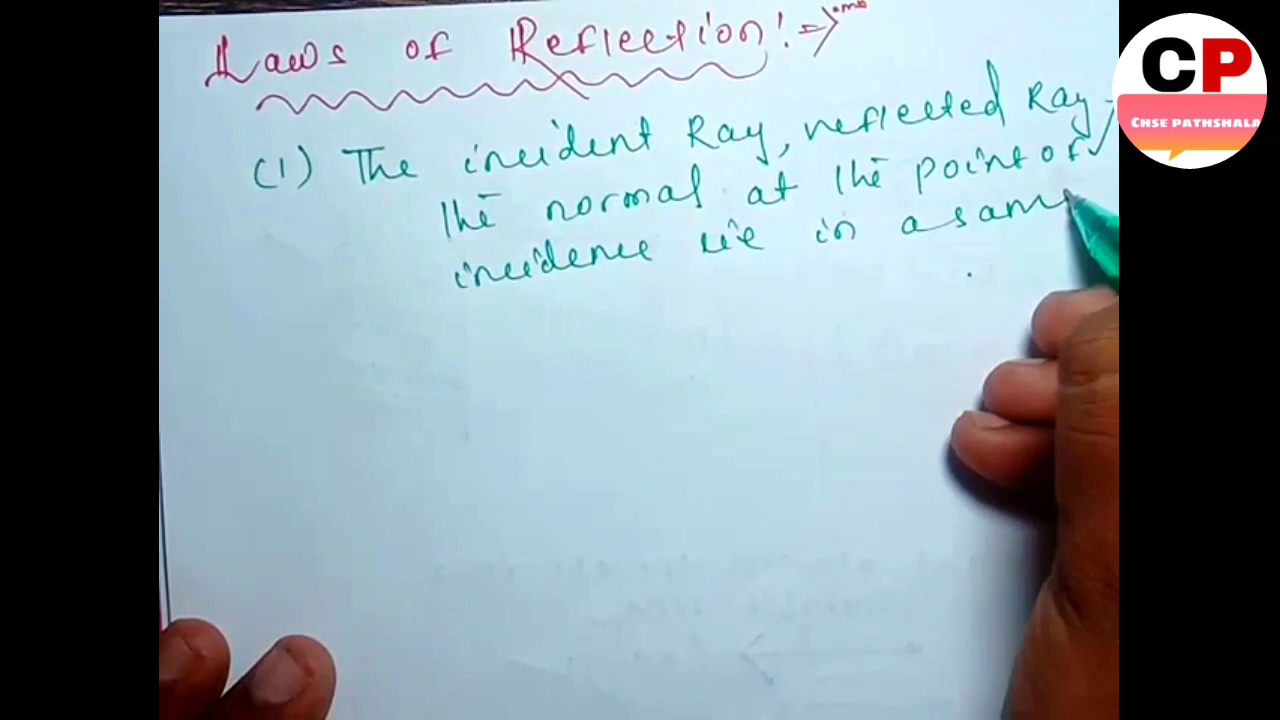 Laws of Reflection :⇒
(1) The incident Ray, reflected Ray,
the normal at the point of
incidence lie in a sam
CP
CHSE PATHSHALA